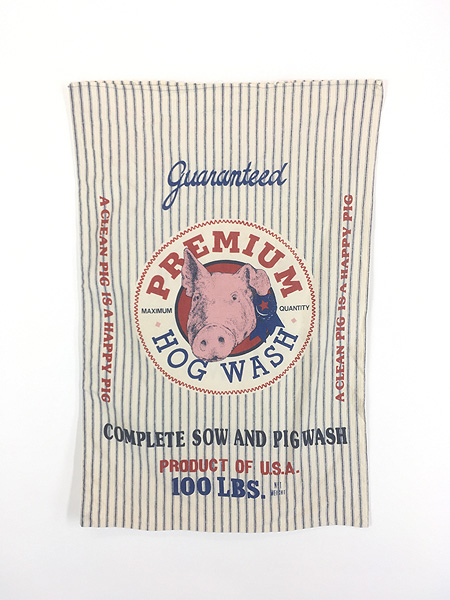 Guaranteed
A CLEAN PIG IS A HAPPY PIG
PREMIUM
MAXIMUM QUANTITY
HOG WASH
A CLEAN PIG IS A HAPPY PIG
COMPLETE SOW AND PIG WASH
PRODUCT OF U.S.A.
100 LBS. NET
WEIGHT